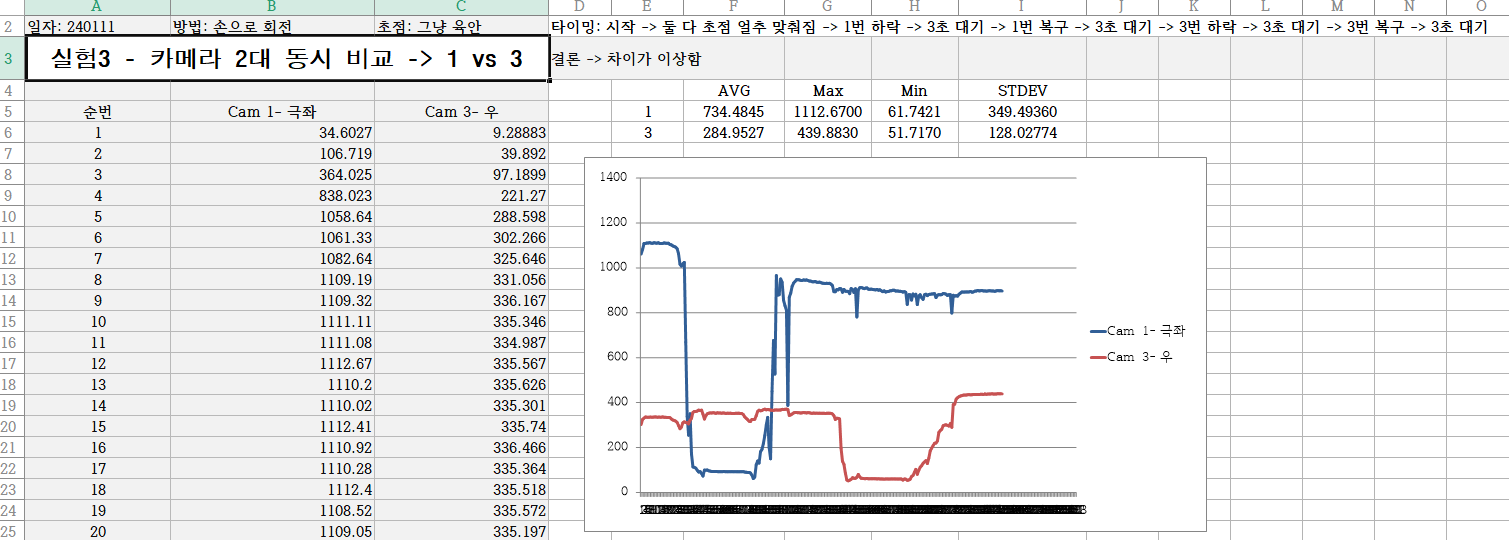 A B C D E F G H I J K L M N O
2 일자: 240111 방법: 손으로 회전 초점: 그냥 육안 타이밍: 시작 -> 둘 다 초점 얼추 맞춰짐 -> 1번 하락 -> 3초 대기 -> 1번 복구 -> 3초 대기 -> 3번 하락 -> 3초 대기 -> 3번 복구 -> 3초 대기
3 실험3 - 카메라 2대 동시 비교 -> 1 vs 3 결론 -> 차이가 이상함
4 AVG Max Min STDEV
5 순번 Cam 1- 극좌 Cam 3- 우 1 734.4845 1112.6700 61.7421 349.49360
6 1 34.6027 9.28883 3 284.9527 439.8830 51.7170 128.02774
7 2 106.719 39.892
8 3 364.025 97.1899
9 4 838.023 221.27
10 5 1058.64 288.598
11 6 1061.33 302.266
12 7 1082.64 325.646
13 8 1109.19 331.056
14 9 1109.32 336.167
15 10 1111.11 335.346
16 11 1111.08 334.987
17 12 1112.67 335.567
18 13 1110.2 335.626
19 14 1110.02 335.301
20 15 1112.41 335.74
21 16 1110.92 336.466
22 17 1110.28 335.364
23 18 1112.4 335.518
24 19 1108.52 335.572
25 20 1109.05 335.197
1400
1200
1000
800
600
400
200
0
Cam 1- 극좌
Cam 3- 우